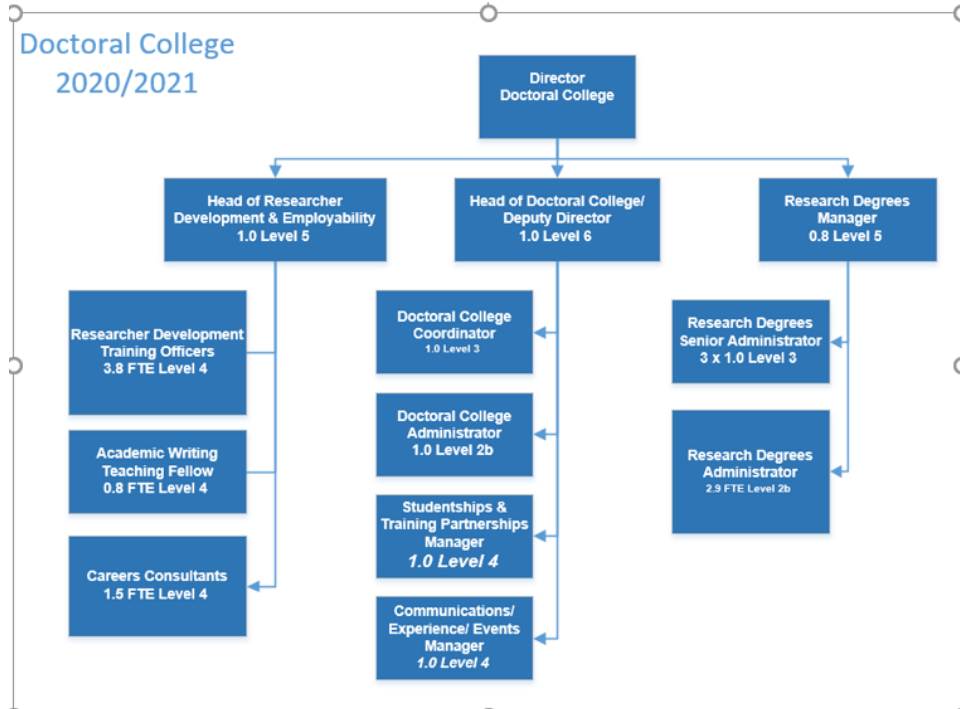 Doctoral College
2020/2021
Director
Doctoral College
Head of Researcher
Development & Employability
1.0 Level 5
Head of Doctoral College/
Deputy Director
1.0 Level 6
Research Degrees
Manager
0.8 Level 5
Researcher Development
Training Officers
3.8 FTE Level 4
Academic Writing
Teaching Fellow
0.8 FTE Level 4
Careers Consultants
1.5 FTE Level 4
Doctoral College
Coordinator
1.0 Level 3
Doctoral College
Administrator
1.0 Level 2b
Studentships &
Training Partnerships
Manager
1.0 Level 4
Communications/
Experience/ Events
Manager
1.0 Level 4
Research Degrees
Senior Administrator
3 x 1.0 Level 3
Research Degrees
Administrator
2.9 FTE Level 2b